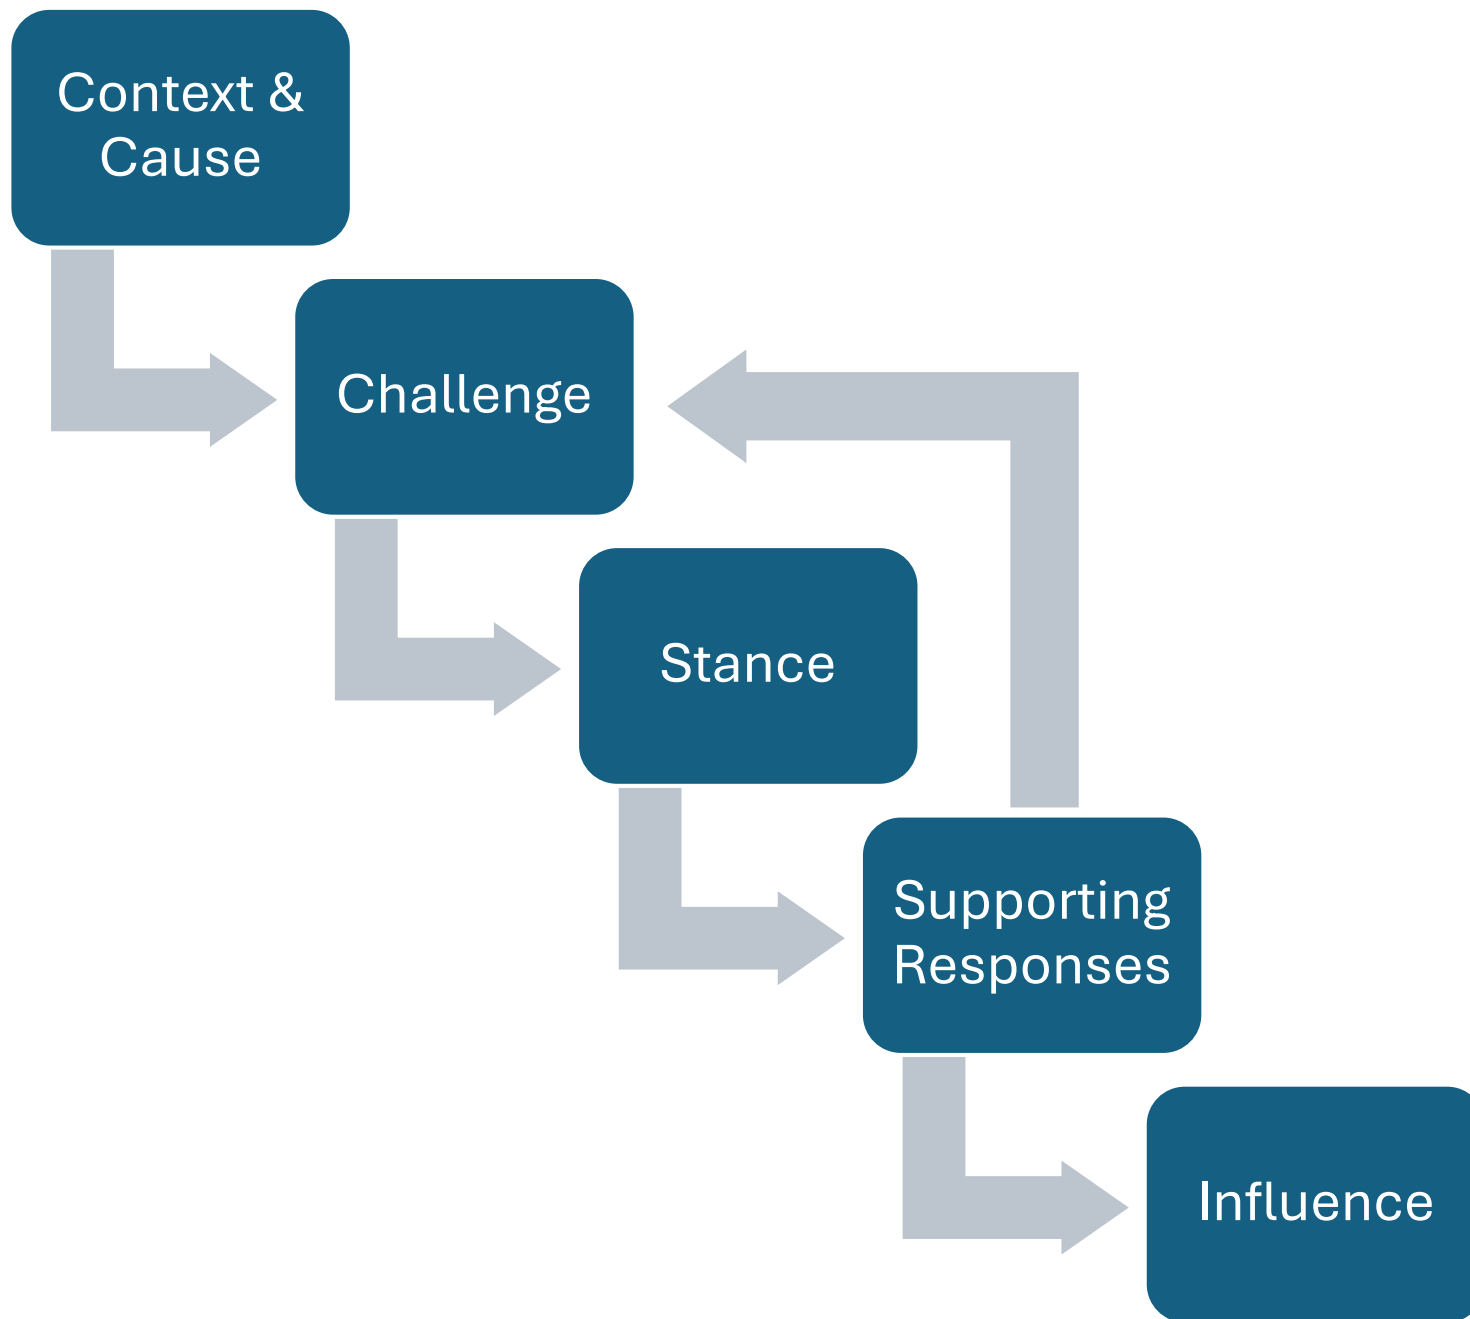 Context &
Cause
Challenge
Stance
Supporting
Responses
Influence